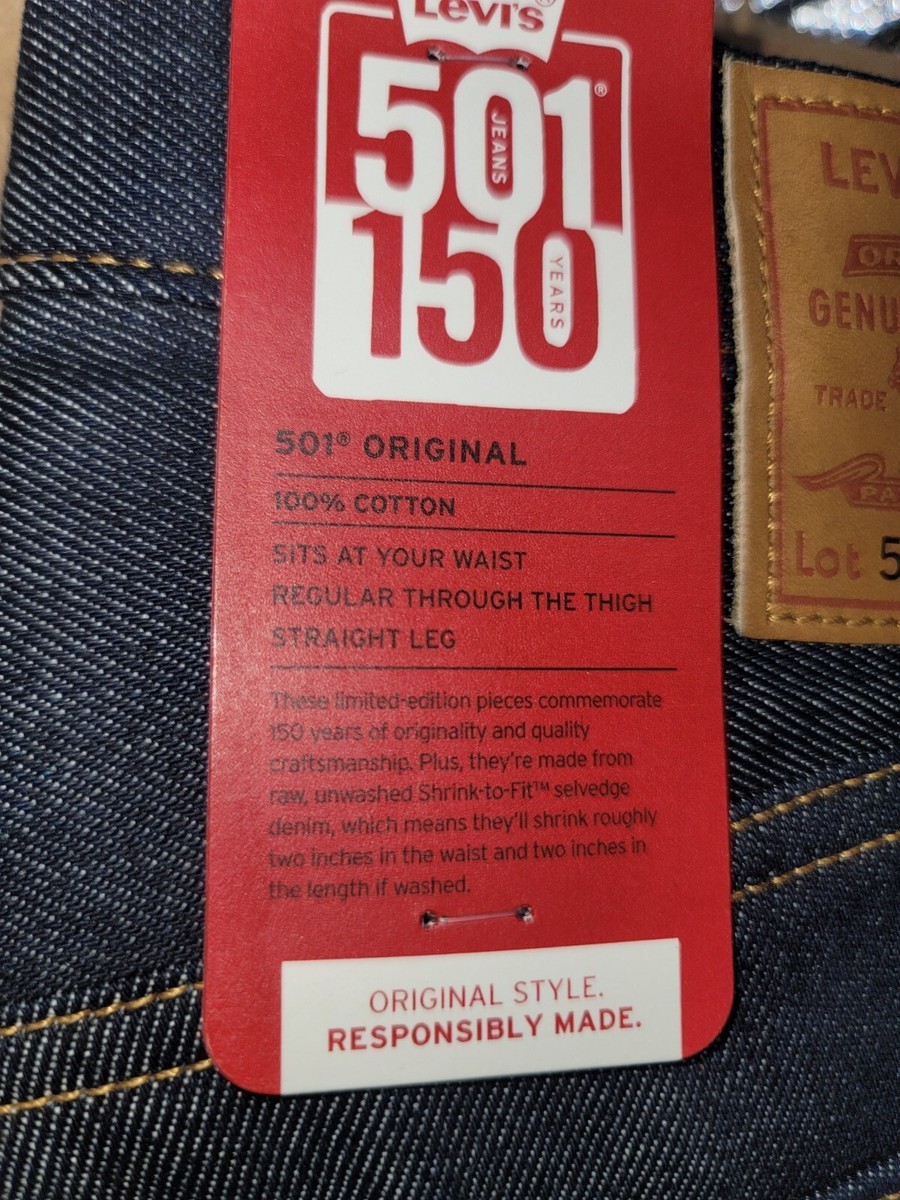 Levi's®
501®
JEANS
150
YEARS
501® ORIGINAL
100% COTTON
SITS AT YOUR WAIST
REGULAR THROUGH THE THIGH
STRAIGHT LEG
These limited-edition pieces commemorate
150 years of originality and quality
craftsmanship. Plus, they're made from
raw, unwashed Shrink-to-Fit™ selvedge
denim, which means they'll shrink roughly
two inches in the waist and two inches in
the length if washed.
ORIGINAL STYLE.
RESPONSIBLY MADE.
LEV
OR
GENU
TRADE
PA
Lot 5